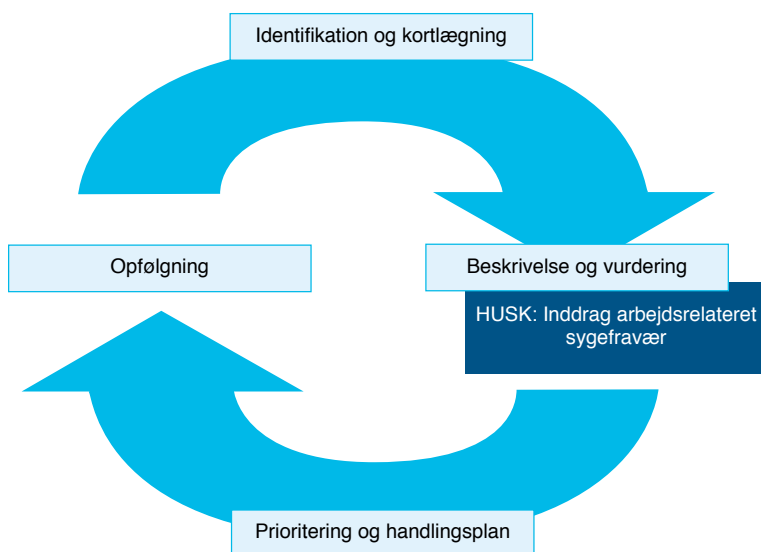 Identifikation og kortlægning
Opfølgning
Beskrivelse og vurdering
HUSK: Inddrag arbejdsrelateret
sygefravær
Prioritering og handlingsplan